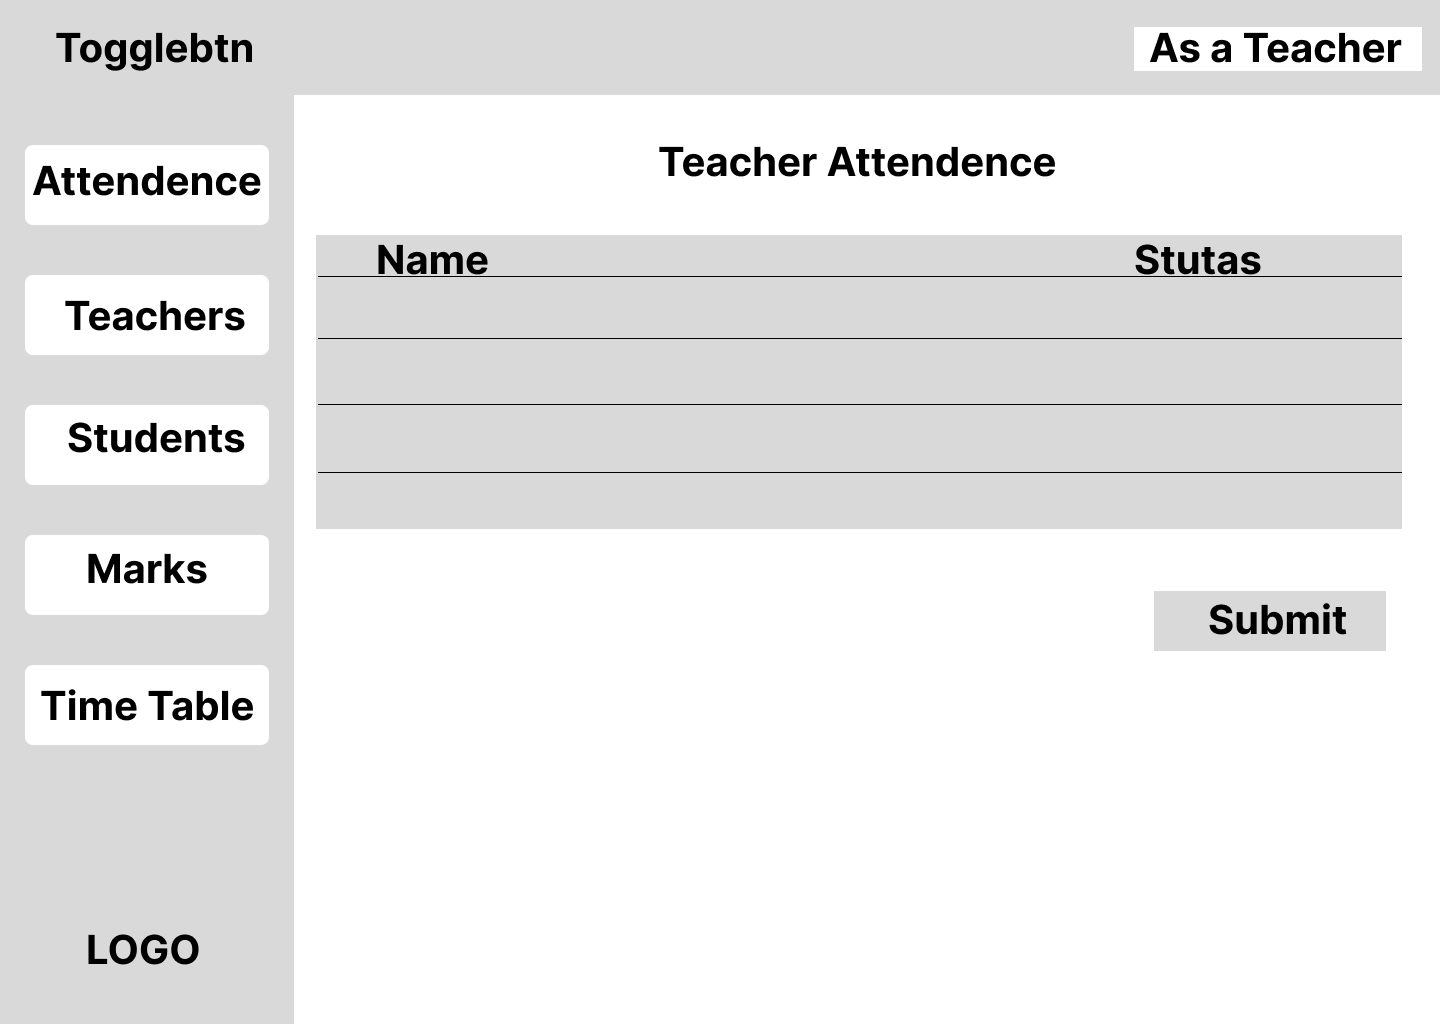 Togglebtn
As a Teacher
Attendence
Teachers
Students
Marks
Time Table
LOGO
Teacher Attendence
Name Stutas
Submit